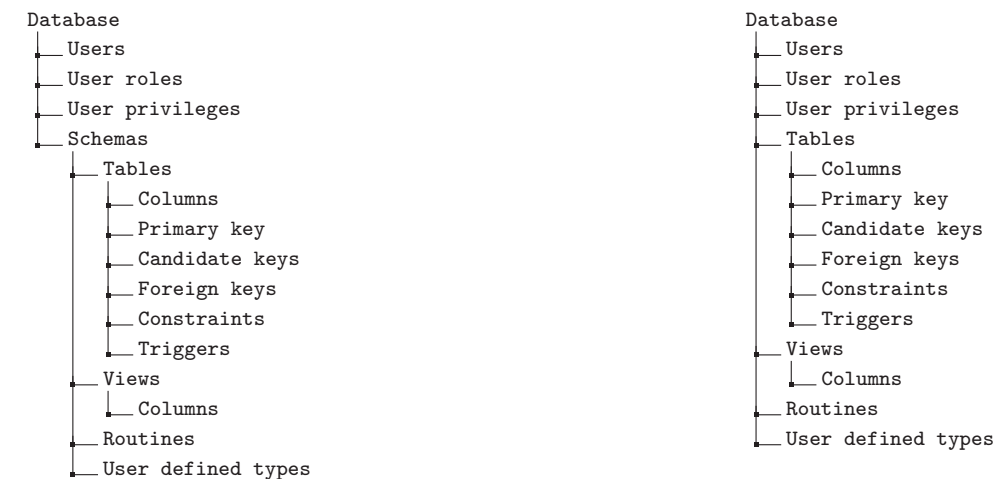 Database
Users
User roles
User privileges
Schemas
Tables
Columns
Primary key
Candidate keys
Foreign keys
Constraints
Triggers
Views
Columns
Routines
User defined types
Database
Users
User roles
User privileges
Tables
Columns
Primary key
Candidate keys
Foreign keys
Constraints
Triggers
Views
Columns
Routines
User defined types